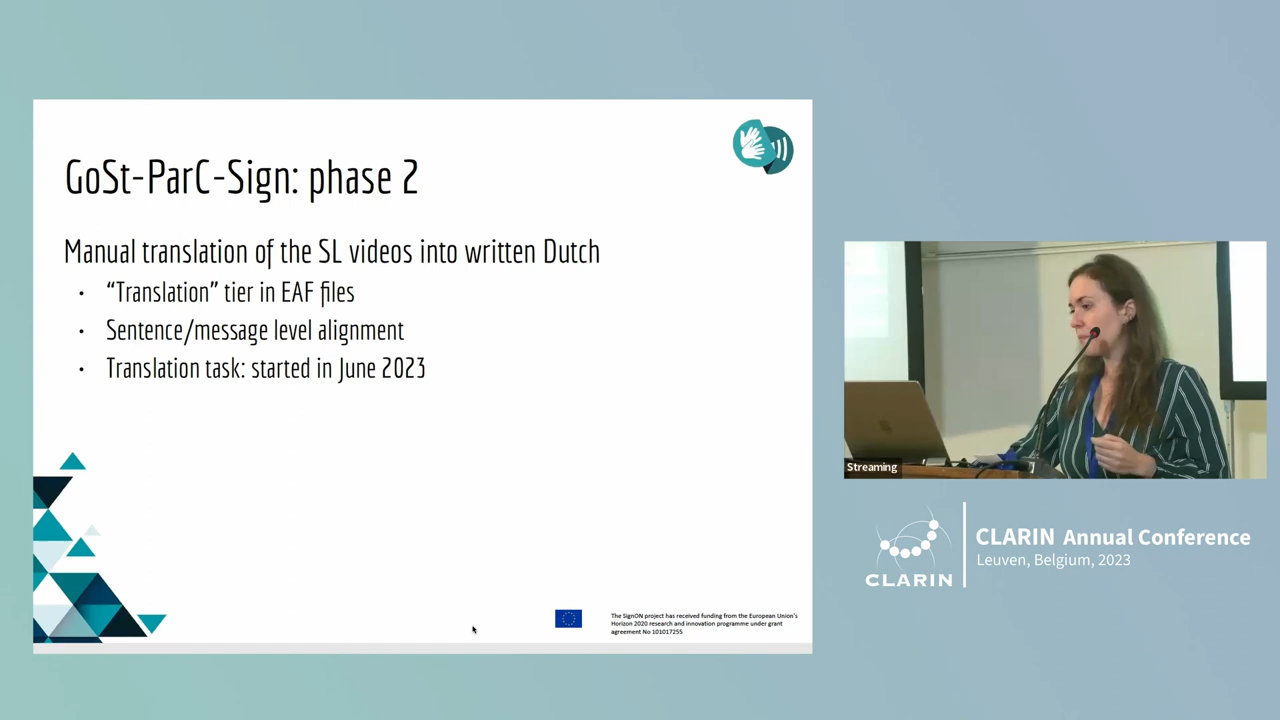 GoSt-ParC-Sign: phase 2
Manual translation of the SL videos into written Dutch
• “Translation” tier in EAF files
• Sentence/message level alignment
• Translation task: started in June 2023
The SignON project has received funding from the European Union's
Horizon 2020 research and innovation programme under grant
agreement No 101017255
Streaming
CLARIN
CLARIN Annual Conference
Leuven, Belgium, 2023